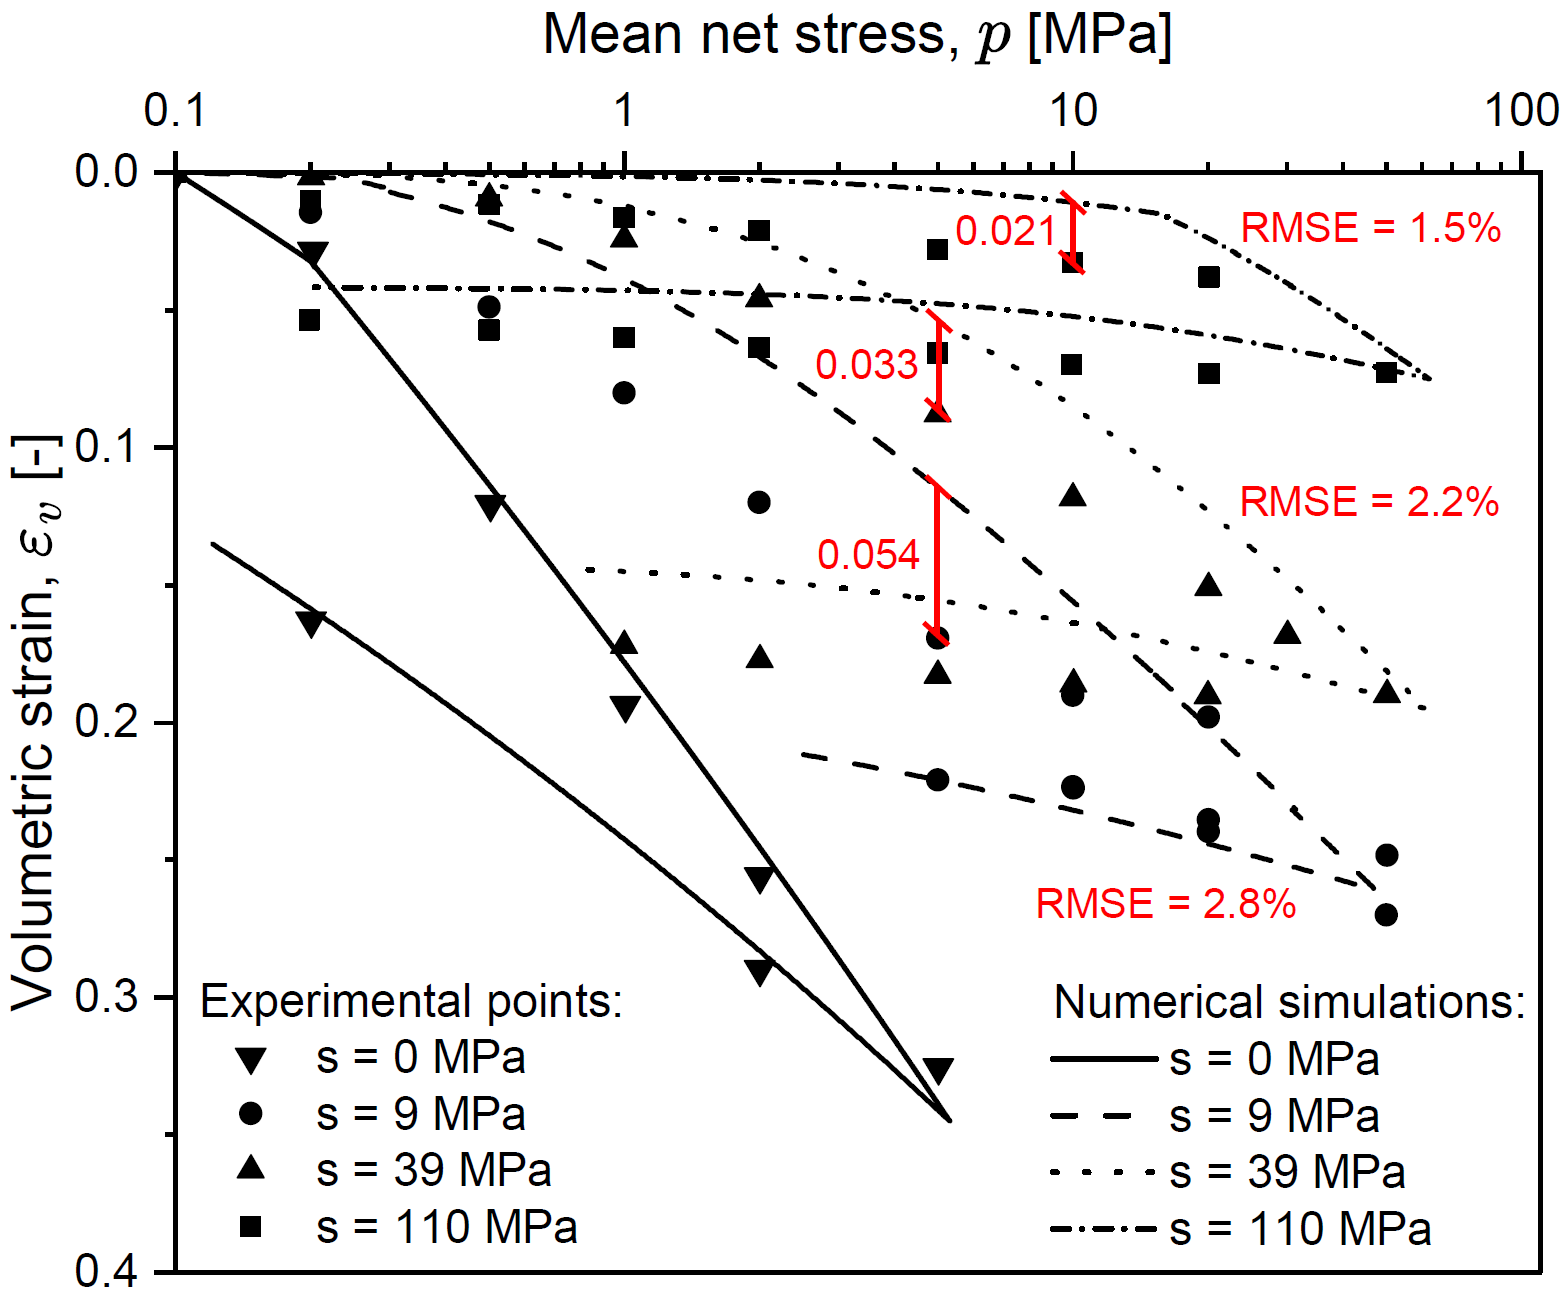 Mean net stress, p [MPa]
0.1 1 10 100
0.0
0.1
0.2
0.3
0.4
Volumetric strain, εv [-]
0.021
RMSE = 1.5%
0.033
RMSE = 2.2%
0.054
RMSE = 2.8%
Experimental points:
s = 0 MPa
s = 9 MPa
s = 39 MPa
s = 110 MPa
Numerical simulations:
s = 0 MPa
s = 9 MPa
s = 39 MPa
s = 110 MPa